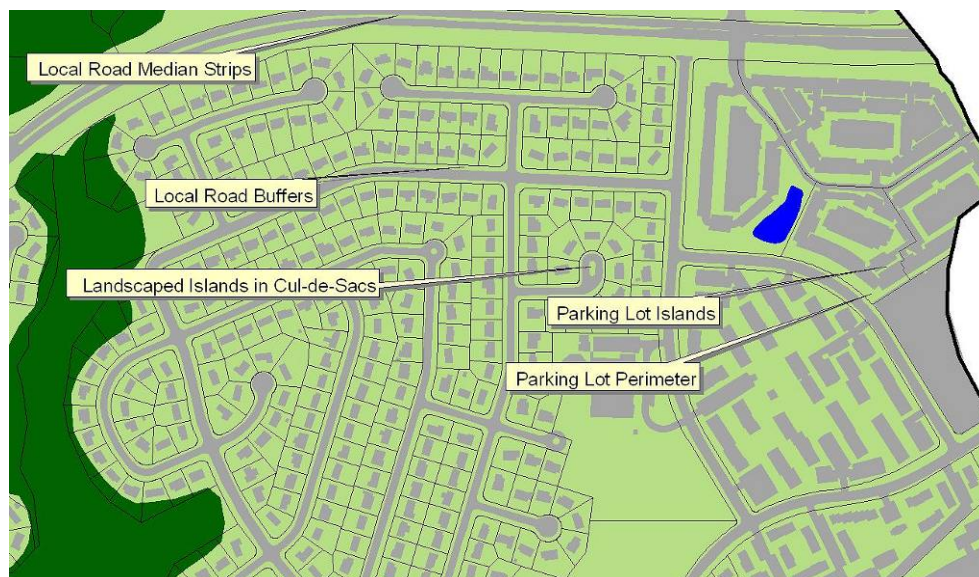 Local Road Median Strips
Local Road Buffers
Landscaped Islands in Cul-de-Sacs
Parking Lot Islands
Parking Lot Perimeter